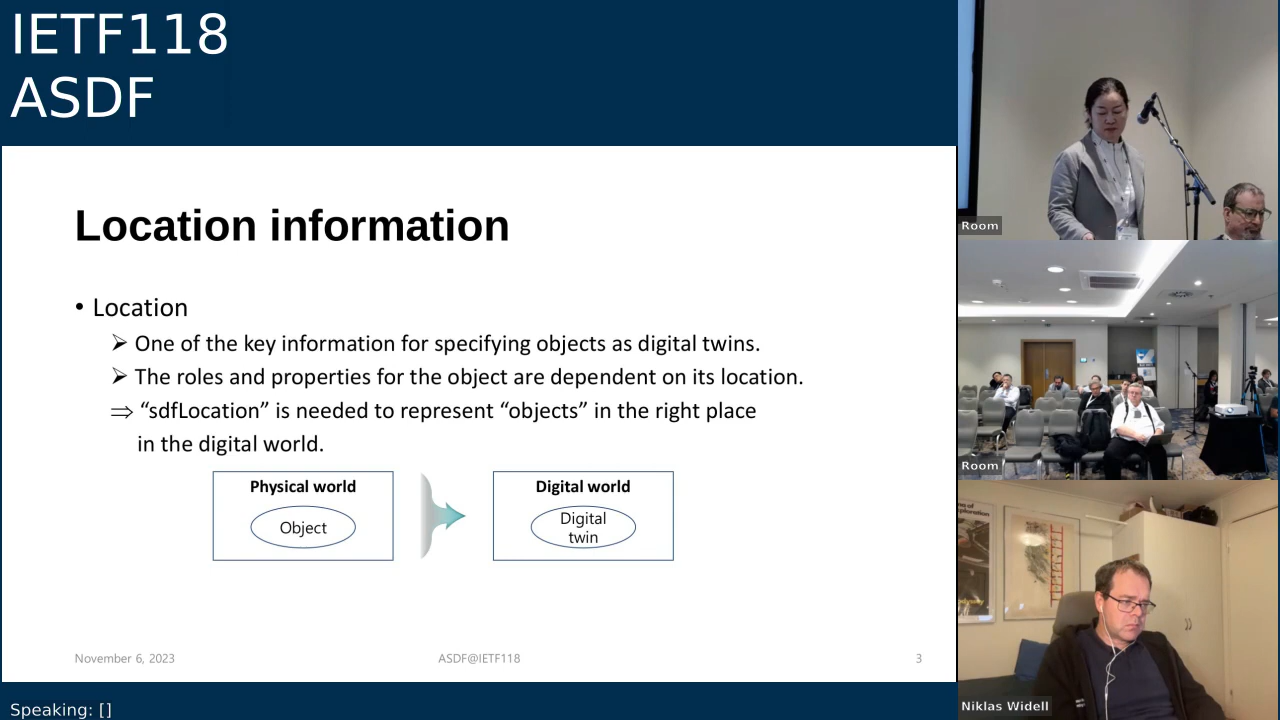 IETF118
ASDF
Location information
• Location
➢ One of the key information for specifying objects as digital twins.
➢ The roles and properties for the object are dependent on its location.
⇒ “sdfLocation” is needed to represent “objects” in the right place
in the digital world.
Physical world
Object
Digital world
Digital
twin
November 6, 2023
ASDF@IETF118
3
Speaking: []
Room
Room
Niklas Widell